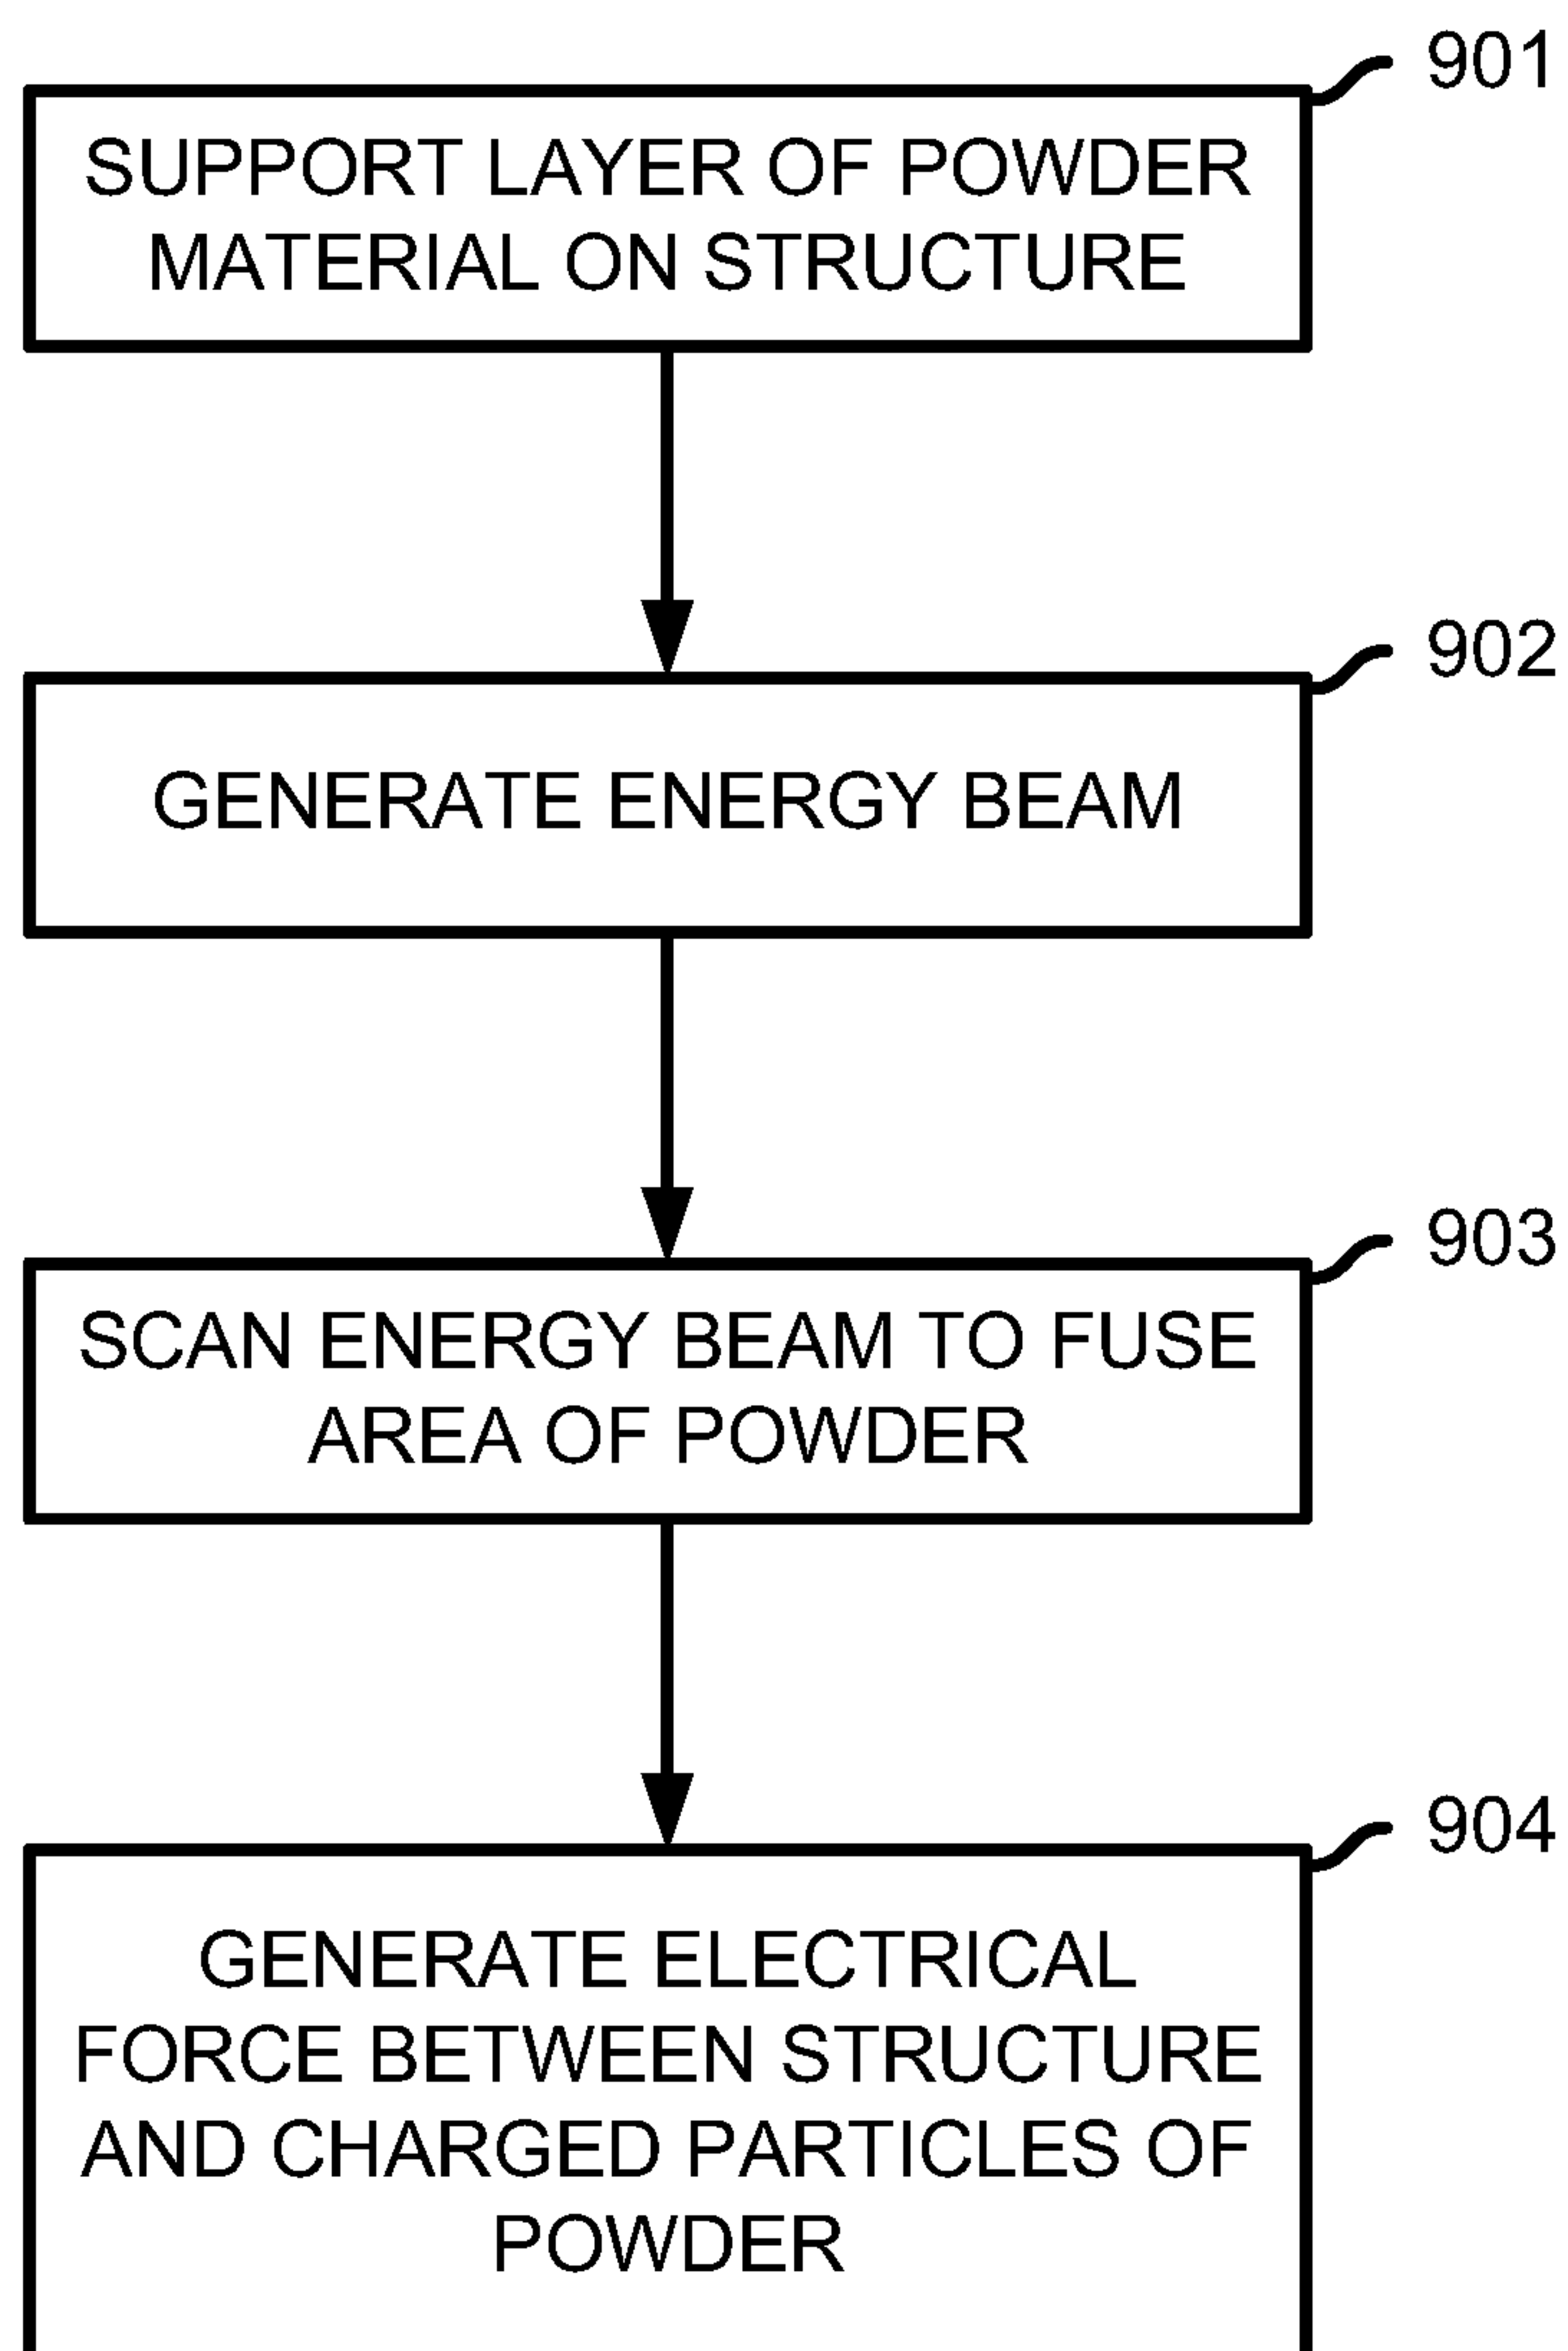 901
SUPPORT LAYER OF POWDER
MATERIAL ON STRUCTURE
902
GENERATE ENERGY BEAM
903
SCAN ENERGY BEAM TO FUSE
AREA OF POWDER
904
GENERATE ELECTRICAL
FORCE BETWEEN STRUCTURE
AND CHARGED PARTICLES OF
POWDER